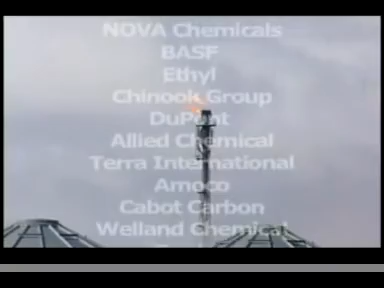 NOVA Chemicals
BASF
Ethyl
Chinook Group
DuPont
Allied Chemical
Terra International
Amoco
Cabot Carbon
Welland Chemical